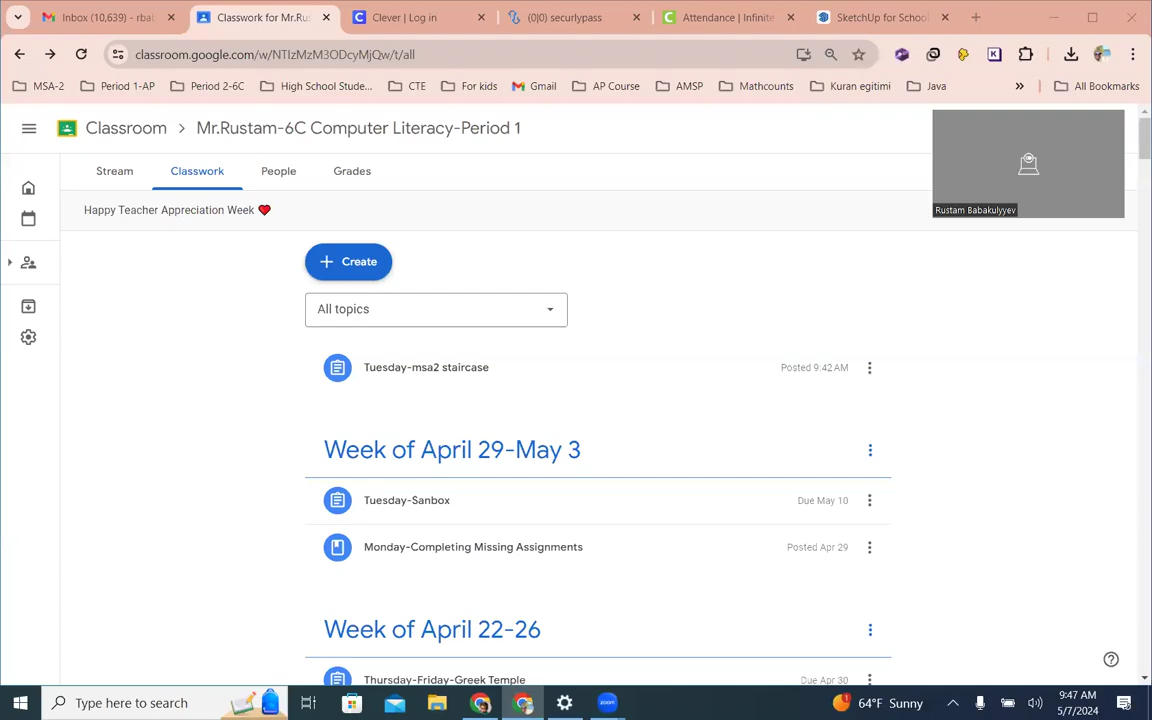 Inbox (10,639) - rbal
Classwork for Mr.Rus
Clever | Log in
(0|0) securlypass
Attendance | Infinite
SketchUp for School
classroom.google.com/w/NTIzMzM3ODcyMjQw/t/all
MSA-2
Period 1-AP
Period 2-6C
High School Stude...
CTE
For kids
Gmail
AP Course
AMSP
Mathcounts
Kuran egitimi
Java
»
All Bookmarks
Classroom > Mr.Rustam-6C Computer Literacy-Period 1
Rustam Babakulyyev
Stream
Classwork
People
Grades
Happy Teacher Appreciation Week ❤️
+ Create
All topics
Tuesday-msa2 staircase
Posted 9:42 AM
Week of April 29-May 3
Tuesday-Sanbox
Due May 10
Monday-Completing Missing Assignments
Posted Apr 29
Week of April 22-26
Thursday-Friday-Greek Temple
Due Apr 30
Type here to search
zoom
64°F Sunny
9:47 AM
5/7/2024